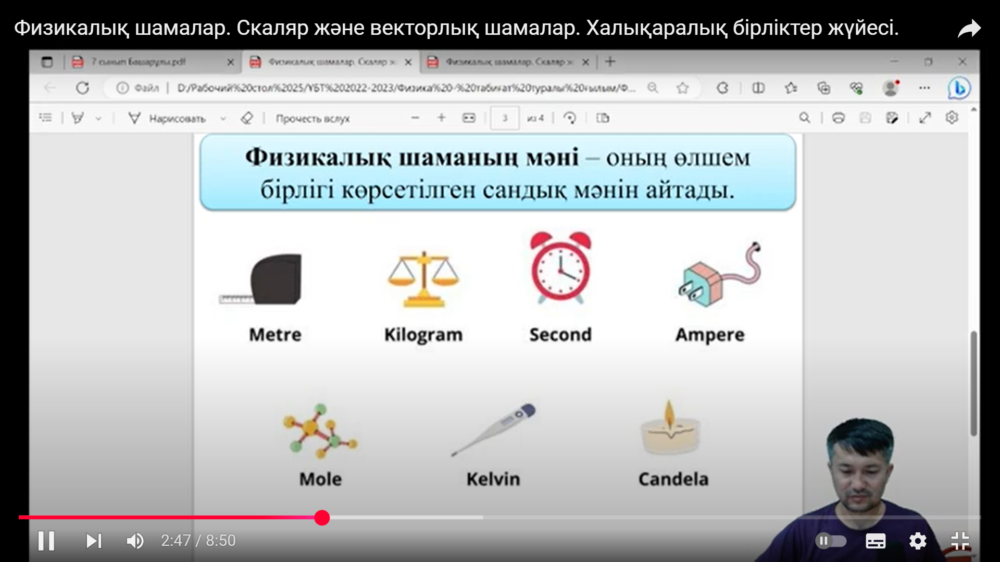 Физикалық шамалар. Скаляр және векторлық шамалар. Халықаралық бірліктер жүйесі.
7 сынып Башарұлы.pdf
Физикалық шамалар. Скаляр ж
Физикалық шамалар. Скаляр ж
Файл | D:/Рабочий%20стол%2025/ҰБТ%202022-2023/Физика%20-%20табиғат%20туралы%20ғылым/Ф...
Нарисовать
Прочесть вслух
3 из 4
Физикалық шаманың мәні – оның өлшем
бірлігі көрсетілген сандық мәнін айтады.
Metre Kilogram Second Ampere
Mole Kelvin Candela
2:47 / 8:50